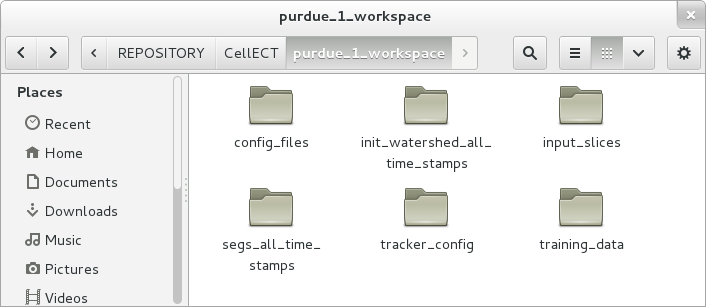 purdue_1_workspace
REPOSITORY CellECT purdue_1_workspace
Places
Recent
Home
Documents
Downloads
Music
Pictures
Videos
config_files
init_watershed_all_
time_stamps
input_slices
segs_all_time_
stamps
tracker_config
training_data